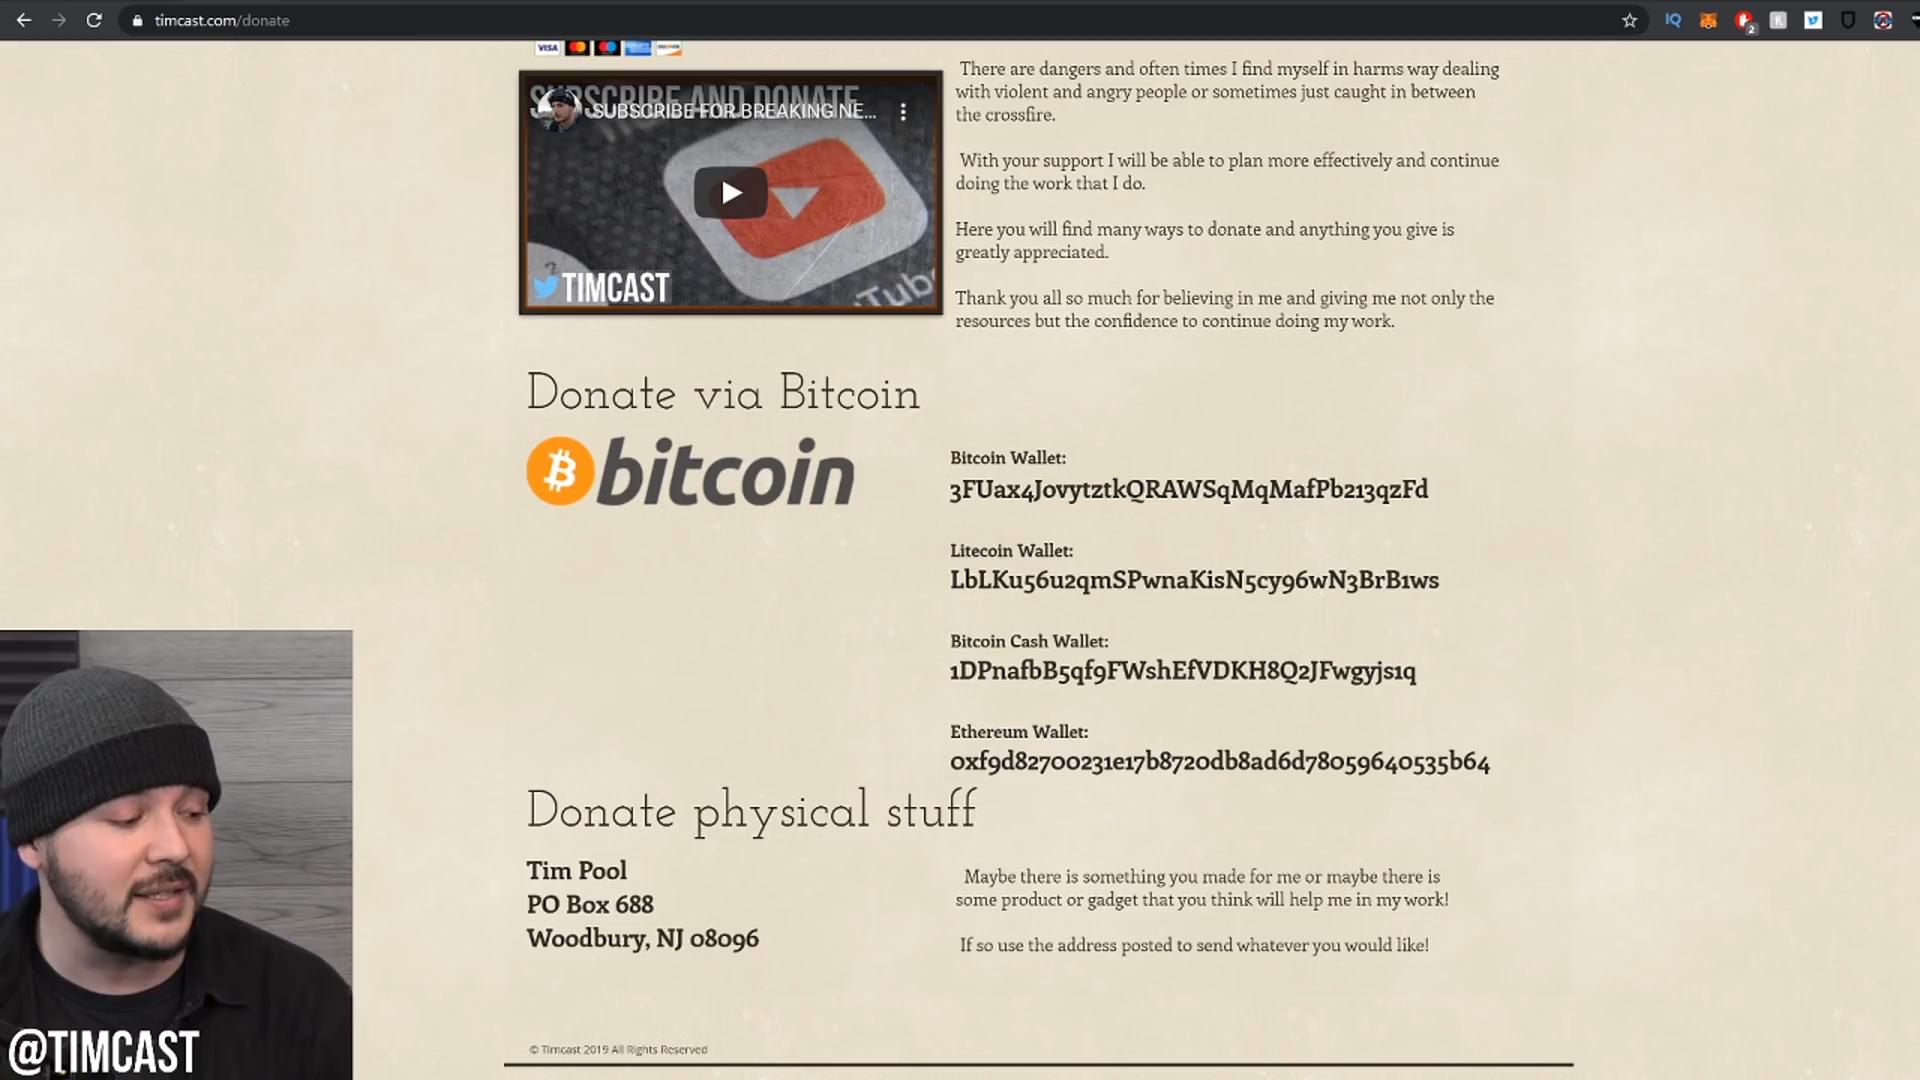 timcast.com/donate
2
VISA
SUBSCRIBE AND DONATE
SUBSCRIBE FOR BREAKING NE...
TIMCAST
There are dangers and often times I find myself in harms way dealing
with violent and angry people or sometimes just caught in between
the crossfire.
With your support I will be able to plan more effectively and continue
doing the work that I do.
Here you will find many ways to donate and anything you give is
greatly appreciated.
Thank you all so much for believing in me and giving me not only the
resources but the confidence to continue doing my work.
Donate via Bitcoin
bitcoin
Bitcoin Wallet:
3FUax4JovytztkQRAWSqMqMafPb213qzFd
Litecoin Wallet:
LbLKu56u2qmSPwnaKisN5cy96wN3BrB1ws
Bitcoin Cash Wallet:
1DPnafbB5qf9FWshEfVDKH8Q2JFwgyjs1q
Ethereum Wallet:
0xf9d82700231e17b8720db8ad6d78059640535b64
Donate physical stuff
Tim Pool
PO Box 688
Woodbury, NJ 08096
Maybe there is something you made for me or maybe there is
some product or gadget that you think will help me in my work!
If so use the address posted to send whatever you would like!
© Timcast 2019 All Rights Reserved
@TIMCAST